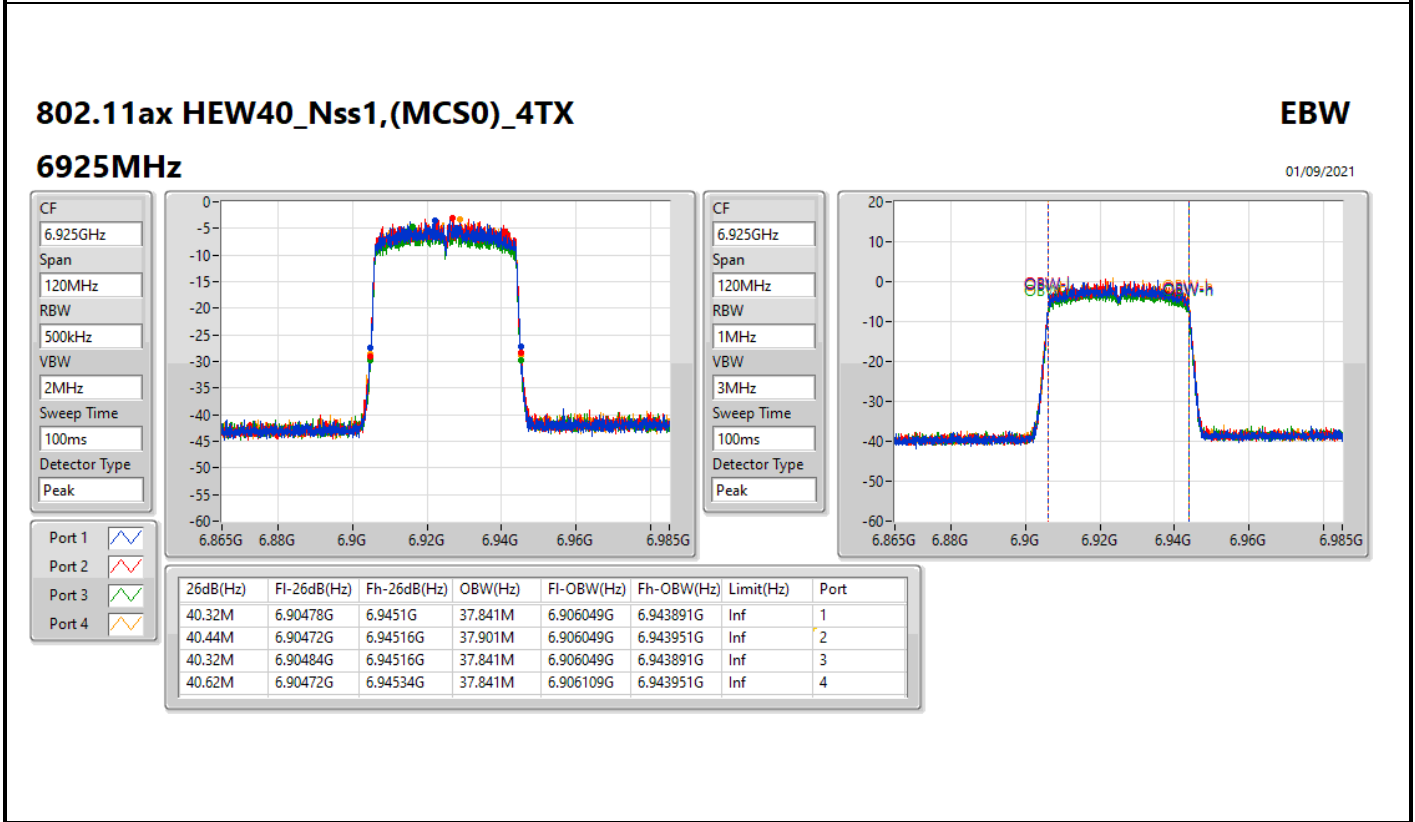 802.11ax HEW40_Nss1,(MCS0)_4TX EBW
6925MHz 01/09/2021
CF
6.925GHz
Span
120MHz
RBW
500kHz
VBW
2MHz
Sweep Time
100ms
Detector Type
Peak
0
-5
-10
-15
-20
-25
-30
-35
-40
-45
-50
-55
-60
6.865G 6.88G 6.9G 6.92G 6.94G 6.96G 6.985G
CF
6.925GHz
Span
120MHz
RBW
1MHz
VBW
3MHz
Sweep Time
100ms
Detector Type
Peak
20
10
0
-10
-20
-30
-40
-50
-60
OBW-h
6.865G 6.88G 6.9G 6.92G 6.94G 6.96G 6.985G
Port 1
Port 2
Port 3
Port 4
26dB(Hz) Fl-26dB(Hz) Fh-26dB(Hz) OBW(Hz) Fl-OBW(Hz) Fh-OBW(Hz) Limit(Hz) Port
40.32M 6.90478G 6.9451G 37.841M 6.906049G 6.943891G Inf 1
40.44M 6.90472G 6.94516G 37.901M 6.906049G 6.943951G Inf 2
40.32M 6.90484G 6.94516G 37.841M 6.906049G 6.943891G Inf 3
40.62M 6.90472G 6.94534G 37.841M 6.906109G 6.943951G Inf 4